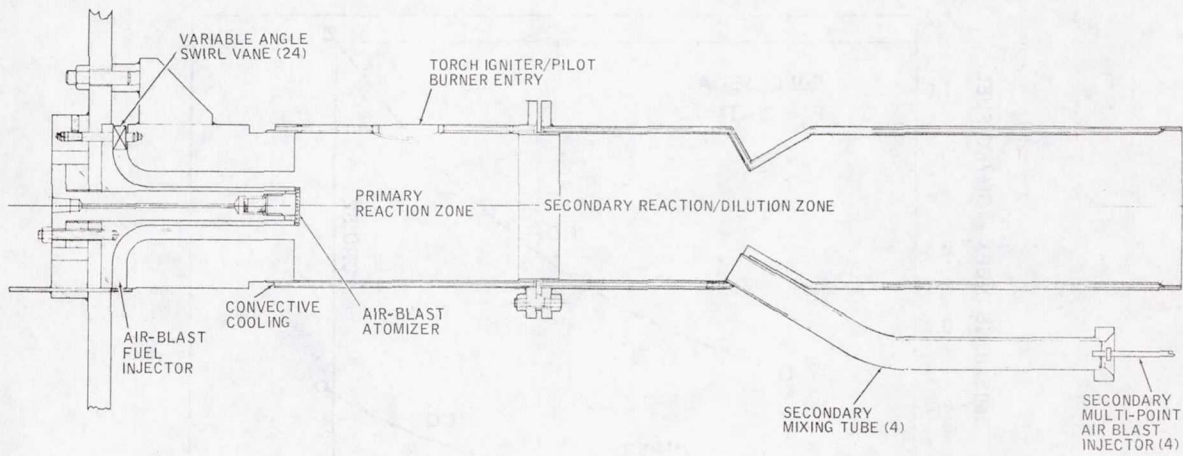 VARIABLE ANGLE
SWIRL VANE (24)
TORCH IGNITER/PILOT
BURNER ENTRY
PRIMARY
REACTION ZONE
SECONDARY REACTION/DILUTION ZONE
CONVECTIVE
COOLING
AIR-BLAST
ATOMIZER
AIR-BLAST
FUEL
INJECTOR
SECONDARY
MIXING TUBE (4)
SECONDARY
MULTI-POINT
AIR BLAST
INJECTOR (4)